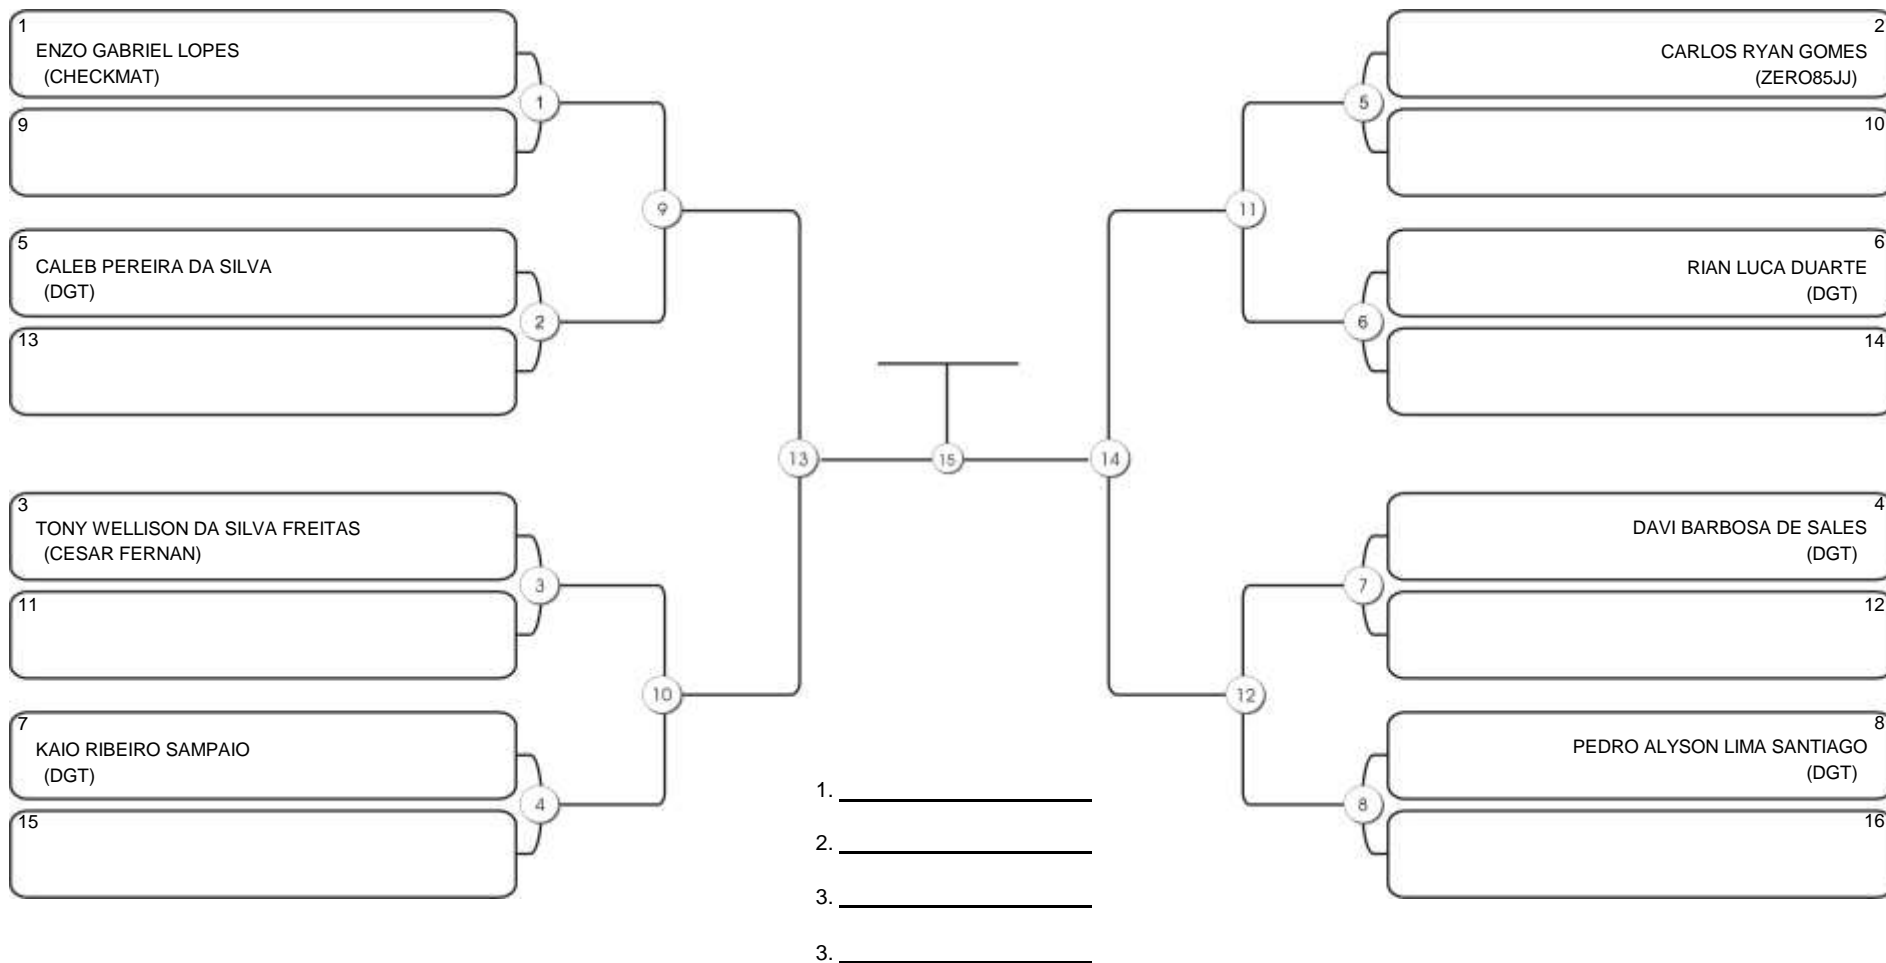 1
ENZO GABRIEL LOPES
(CHECKMAT)
1
9
5
CALEB PEREIRA DA SILVA
(DGT)
2
13
9
3
TONY WELLISON DA SILVA FREITAS
(CESAR FERNAN)
3
11
7
KAIO RIBEIRO SAMPAIO
(DGT)
4
15
10
13
15
14
2
CARLOS RYAN GOMES
(ZERO85JJ)
5
10
11
6
RIAN LUCA DUARTE
(DGT)
6
14
4
DAVI BARBOSA DE SALES
(DGT)
7
12
12
8
PEDRO ALYSON LIMA SANTIAGO
(DGT)
8
16
1.
2.
3.
3.